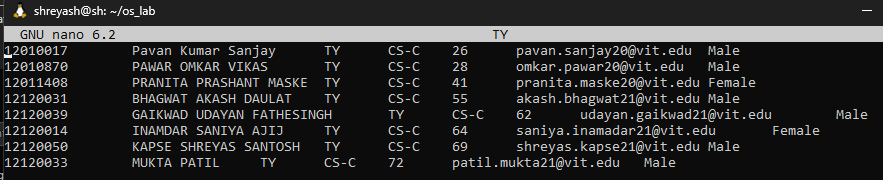 shreyash@sh: ~/os_lab
GNU nano 6.2 TY
12010017 Pavan Kumar Sanjay TY CS-C 26 pavan.sanjay20@vit.edu Male
12010870 PAWAR OMKAR VIKAS TY CS-C 28 omkar.pawar20@vit.edu Male
12011408 PRANITA PRASHANT MASKE TY CS-C 41 pranita.maske20@vit.edu Female
12120031 BHAGWAT AKASH DAULAT TY CS-C 55 akash.bhagwat21@vit.edu Male
12120039 GAIKWAD UDAYAN FATHESINGH TY CS-C 62 udayan.gaikwad21@vit.edu Male
12120014 INAMDAR SANIYA AJIJ TY CS-C 64 saniya.inamadar21@vit.edu Female
12120050 KAPSE SHREYAS SANTOSH TY CS-C 69 shreyas.kapse21@vit.edu Male
12120033 MUKTA PATIL TY CS-C 72 patil.mukta21@vit.edu Male